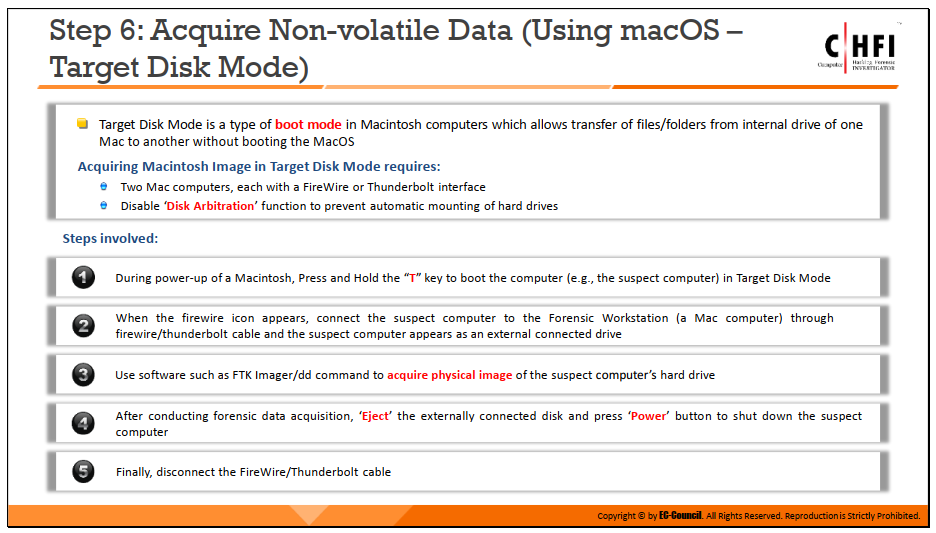 Step 6: Acquire Non-volatile Data (Using macOS –
Target Disk Mode)
CHFI
Computer Hacking Forensic
INVESTIGATOR
Target Disk Mode is a type of boot mode in Macintosh computers which allows transfer of files/folders from internal drive of one
Mac to another without booting the MacOS
Acquiring Macintosh Image in Target Disk Mode requires:
Two Mac computers, each with a FireWire or Thunderbolt interface
Disable ‘Disk Arbitration’ function to prevent automatic mounting of hard drives
Steps involved:
1 During power-up of a Macintosh, Press and Hold the “T” key to boot the computer (e.g., the suspect computer) in Target Disk Mode
2 When the firewire icon appears, connect the suspect computer to the Forensic Workstation (a Mac computer) through
firewire/thunderbolt cable and the suspect computer appears as an external connected drive
3 Use software such as FTK Imager/dd command to acquire physical image of the suspect computer’s hard drive
4 After conducting forensic data acquisition, ‘Eject’ the externally connected disk and press ‘Power’ button to shut down the suspect
computer
5 Finally, disconnect the FireWire/Thunderbolt cable
Copyright © by EC-Council. All Rights Reserved. Reproduction is Strictly Prohibited.